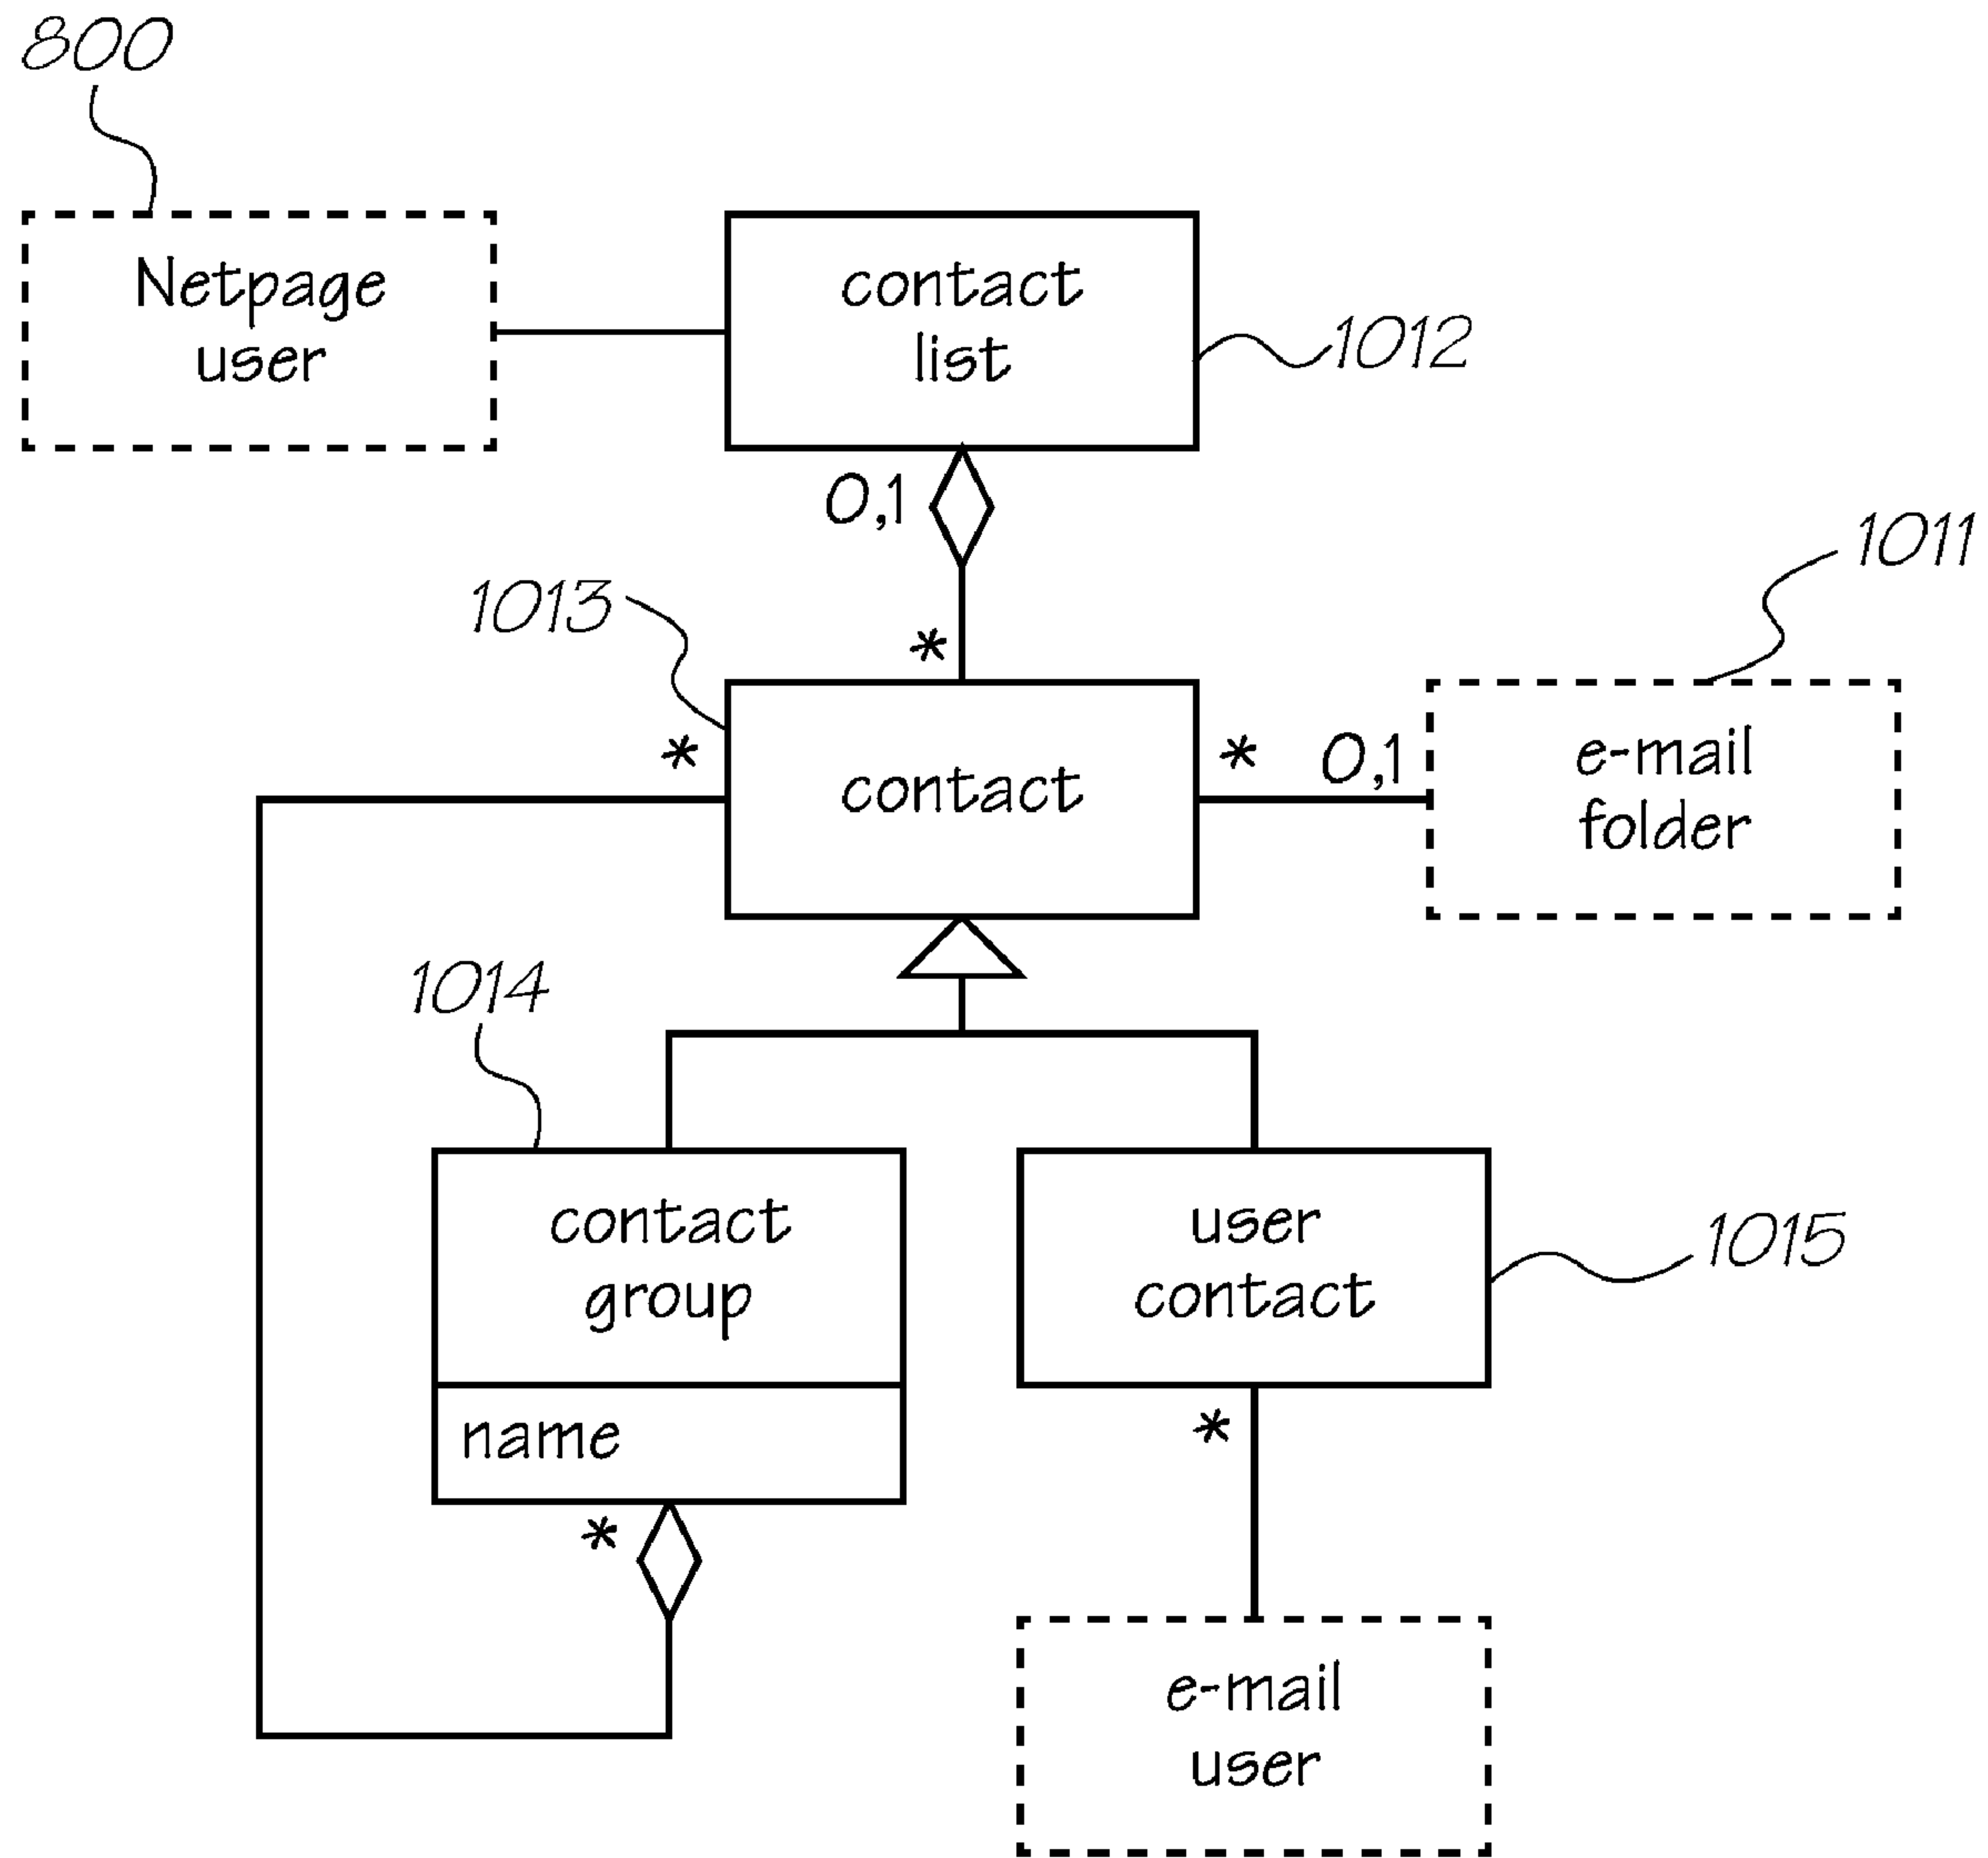 800
Netpage
user
contact
list
1012
0,1
1011
1013
*
*
*
0,1
contact
e-mail
folder
1014
contact
group
user
contact
1015
name
*
*
e-mail
user